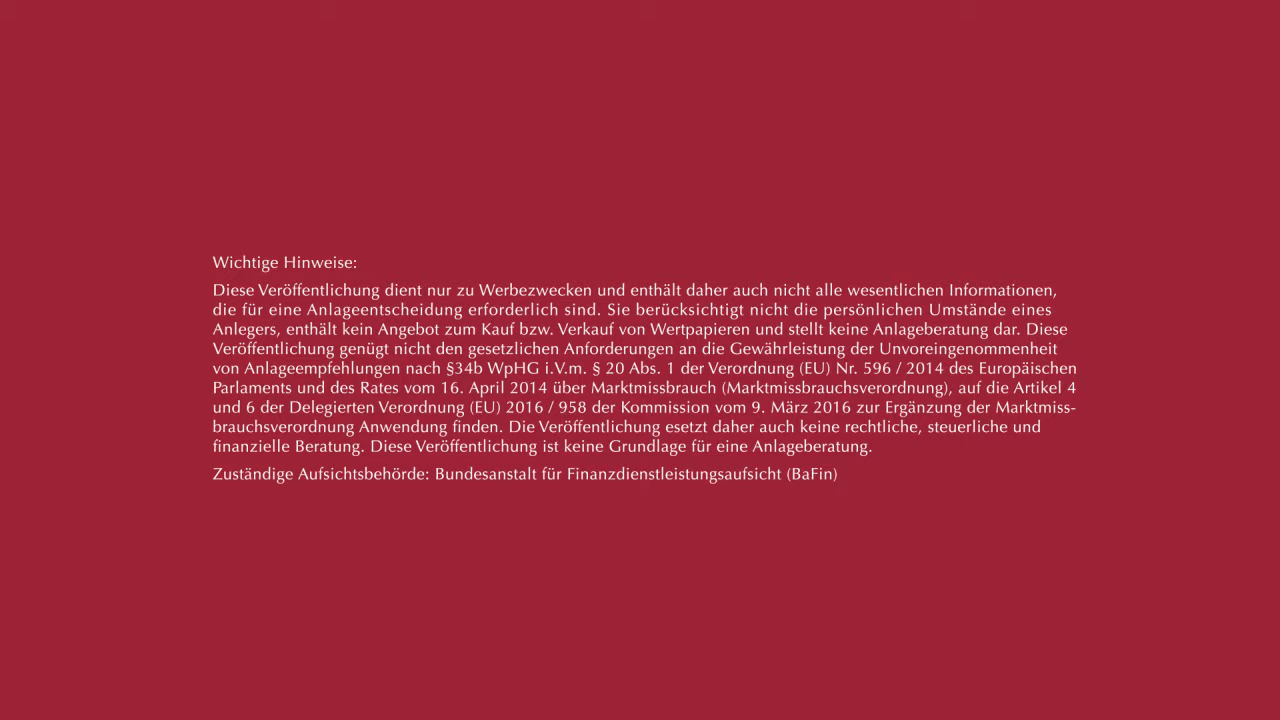 Wichtige Hinweise:
Diese Veröffentlichung dient nur zu Werbezwecken und enthält daher auch nicht alle wesentlichen Informationen,
die für eine Anlageentscheidung erforderlich sind. Sie berücksichtigt nicht die persönlichen Umstände eines
Anlegers, enthält kein Angebot zum Kauf bzw. Verkauf von Wertpapieren und stellt keine Anlageberatung dar. Diese
Veröffentlichung genügt nicht den gesetzlichen Anforderungen an die Gewährleistung der Unvoreingenommenheit
von Anlageempfehlungen nach §34b WpHG i.V.m. § 20 Abs. 1 der Verordnung (EU) Nr. 596 / 2014 des Europäischen
Parlaments und des Rates vom 16. April 2014 über Marktmissbrauch (Marktmissbrauchsverordnung), auf die Artikel 4
und 6 der Delegierten Verordnung (EU) 2016 / 958 der Kommission vom 9. März 2016 zur Ergänzung der Marktmiss-
brauchsverordnung Anwendung finden. Die Veröffentlichung esetzt daher auch keine rechtliche, steuerliche und
finanzielle Beratung. Diese Veröffentlichung ist keine Grundlage für eine Anlageberatung.
Zuständige Aufsichtsbehörde: Bundesanstalt für Finanzdienstleistungsaufsicht (BaFin)